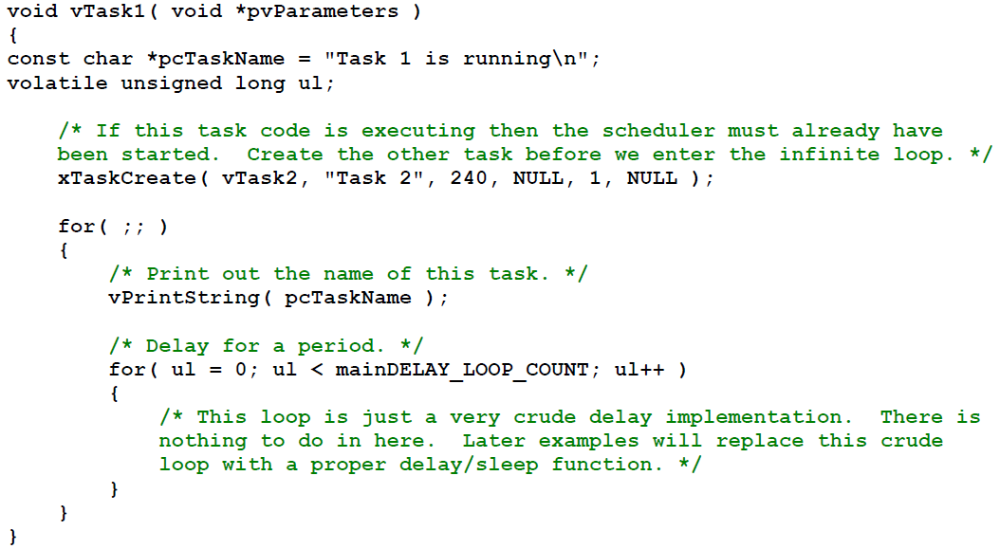 void vTask1( void *pvParameters )
{
const char *pcTaskName = "Task 1 is running\n";
volatile unsigned long ul;
/* If this task code is executing then the scheduler must already have
been started.  Create the other task before we enter the infinite loop. */
xTaskCreate( vTask2, "Task 2", 240, NULL, 1, NULL );
for( ;; )
{
/* Print out the name of this task. */
vPrintString( pcTaskName );
/* Delay for a period. */
for( ul = 0; ul < mainDELAY_LOOP_COUNT; ul++ )
{
/* This loop is just a very crude delay implementation.  There is
nothing to do in here.  Later examples will replace this crude
loop with a proper delay/sleep function. */
}
}
}